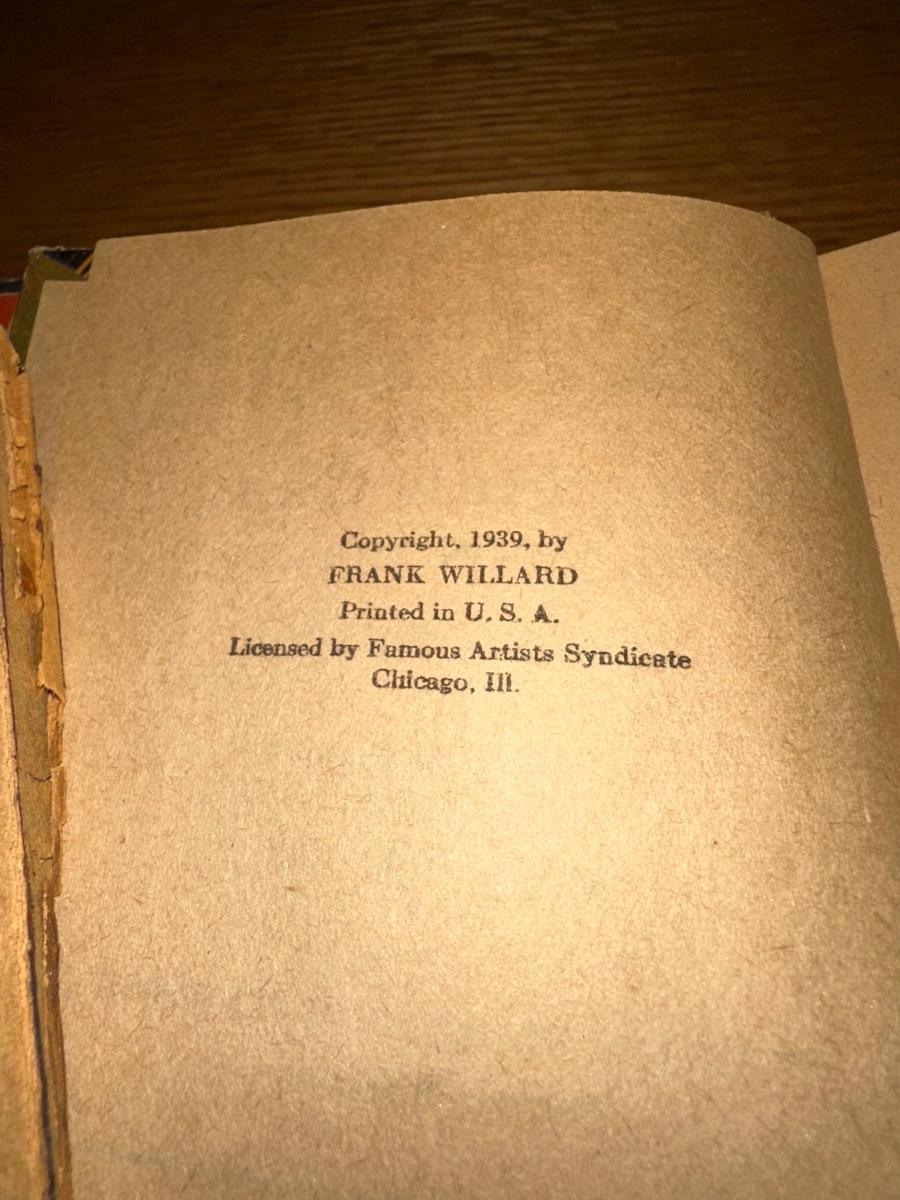 Copyright, 1939, by
FRANK WILLARD
Printed in U. S. A.
Licensed by Famous Artists Syndicate
Chicago, Ill.